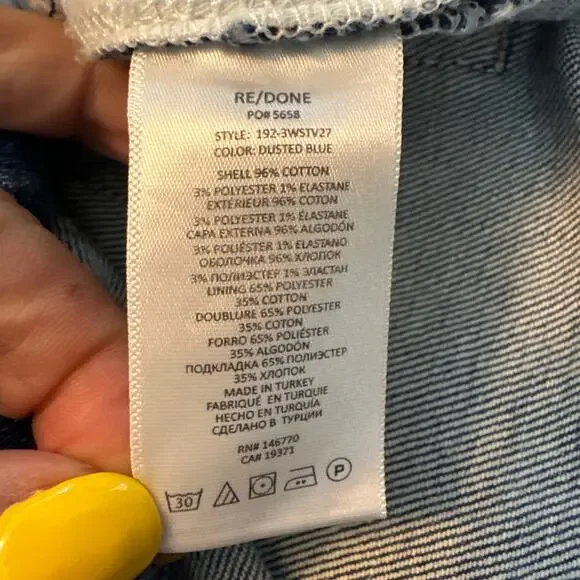 RE/DONE
PO# 5658
STYLE: 192-3WSTV27
COLOR: DUSTED BLUE
SHELL 96% COTTON
3% POLYESTER 1% ELASTANE
EXTÉRIEUR 96% COTON
3% POLYESTER 1% ÉLASTANE
CAPA EXTERNA 96% ALGODÓN
3% POLIÉSTER 1% ELASTANO
ОБОЛОЧКА 96% ХЛОПОК
3% ПОЛИЭСТЕР 1% ЭЛАСТАН
LINING 65% POLYESTER
35% COTTON
DOUBLURE 65% POLYESTER
35% COTON
FORRO 65% POLIÉSTER
35% ALGODÓN
ПОДКЛАДКА 65% ПОЛИЭСТЕР
35% ХЛОПОК
MADE IN TURKEY
FABRIQUÉ EN TURQUIE
HECHO EN TURQUÍA
СДЕЛАНО В ТУРЦИИ
RN# 146770
CA# 19371
30 P